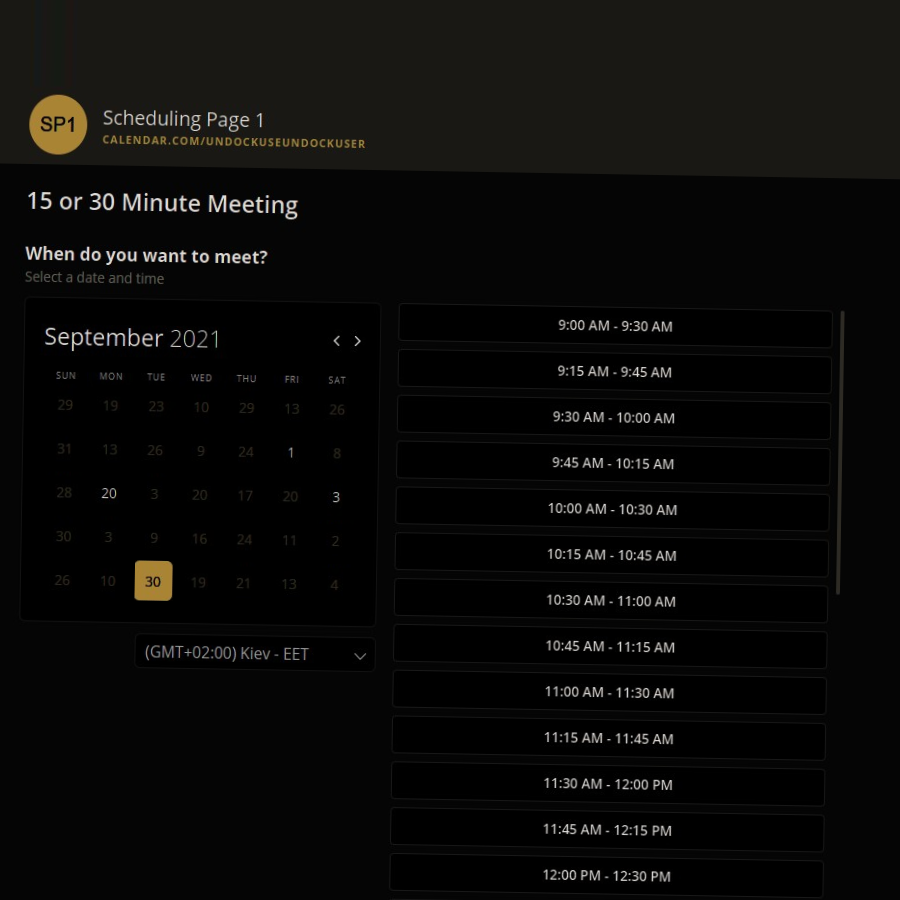 SP1
Scheduling Page 1
CALENDAR.COM/UNDOCKUSEUNDOCKUSER
15 or 30 Minute Meeting
When do you want to meet?
Select a date and time
September 2021
SUN MON TUE WED THU FRI SAT
29 19 23 10 29 13 26
31 13 26 9 24 1 8
28 20 3 20 17 20 3
30 3 9 16 24 11 2
26 10 30 19 21 13 4
(GMT+02:00) Kiev - EET
9:00 AM - 9:30 AM
9:15 AM - 9:45 AM
9:30 AM - 10:00 AM
9:45 AM - 10:15 AM
10:00 AM - 10:30 AM
10:15 AM - 10:45 AM
10:30 AM - 11:00 AM
10:45 AM - 11:15 AM
11:00 AM - 11:30 AM
11:15 AM - 11:45 AM
11:30 AM - 12:00 PM
11:45 AM - 12:15 PM
12:00 PM - 12:30 PM